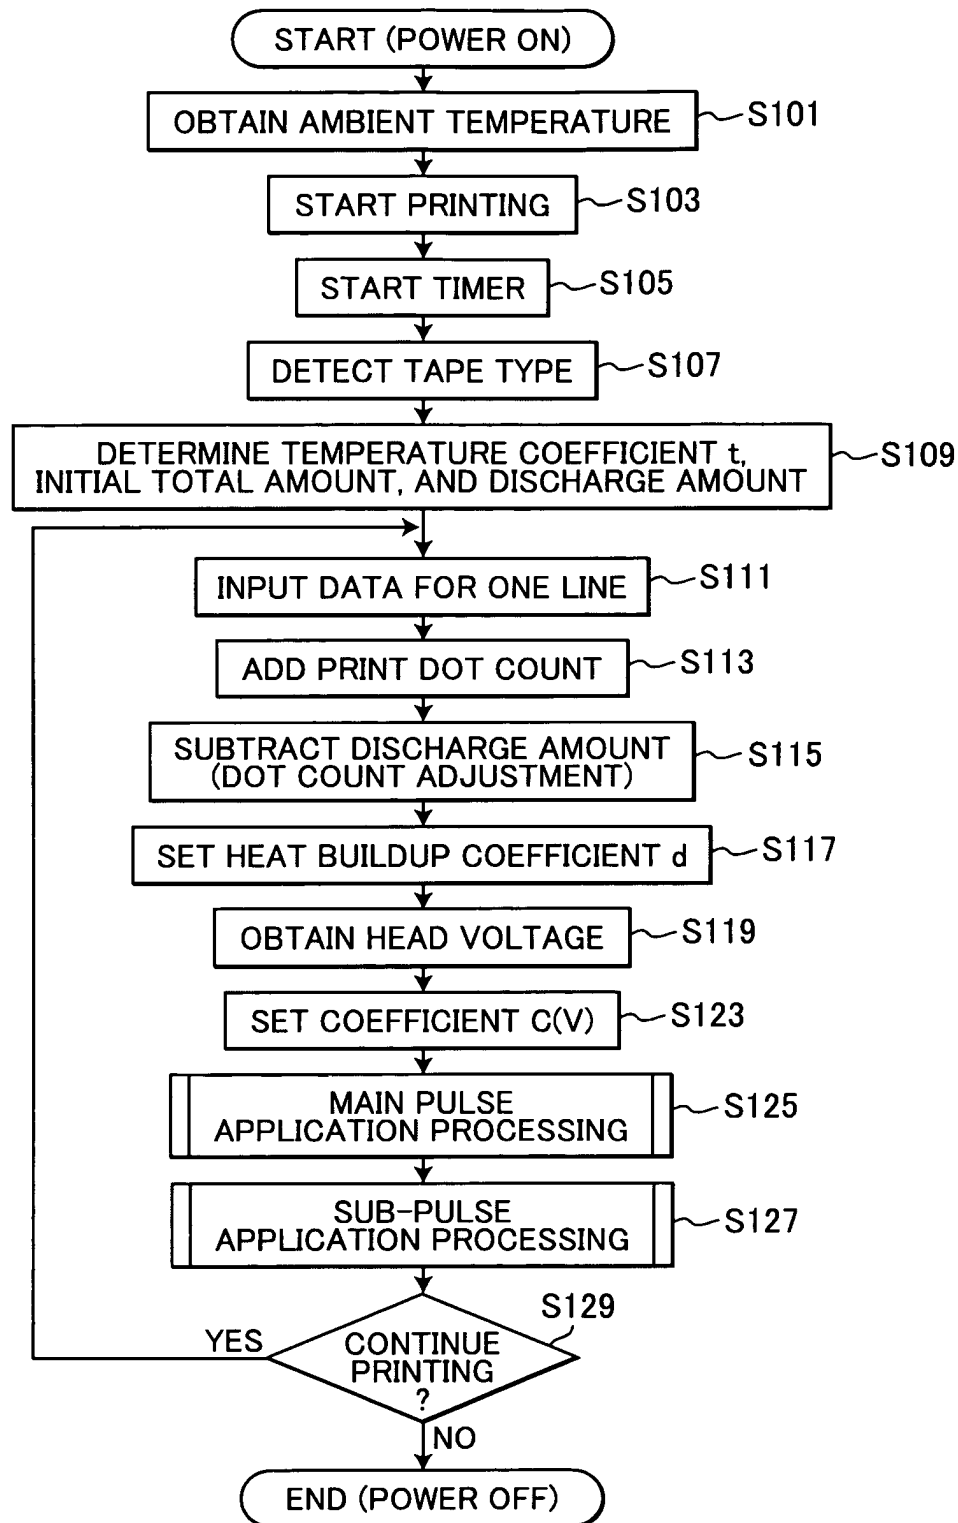 START (POWER ON)
OBTAIN AMBIENT TEMPERATURE
S101
START PRINTING
S103
START TIMER
S105
DETECT TAPE TYPE
S107
DETERMINE TEMPERATURE COEFFICIENT t,
INITIAL TOTAL AMOUNT, AND DISCHARGE AMOUNT
S109
INPUT DATA FOR ONE LINE
S111
ADD PRINT DOT COUNT
S113
SUBTRACT DISCHARGE AMOUNT
(DOT COUNT ADJUSTMENT)
S115
SET HEAT BUILDUP COEFFICIENT d
S117
OBTAIN HEAD VOLTAGE
S119
SET COEFFICIENT C(V)
S123
MAIN PULSE
APPLICATION PROCESSING
S125
SUB-PULSE
APPLICATION PROCESSING
S127
S129
YES
CONTINUE
PRINTING
?
NO
END (POWER OFF)